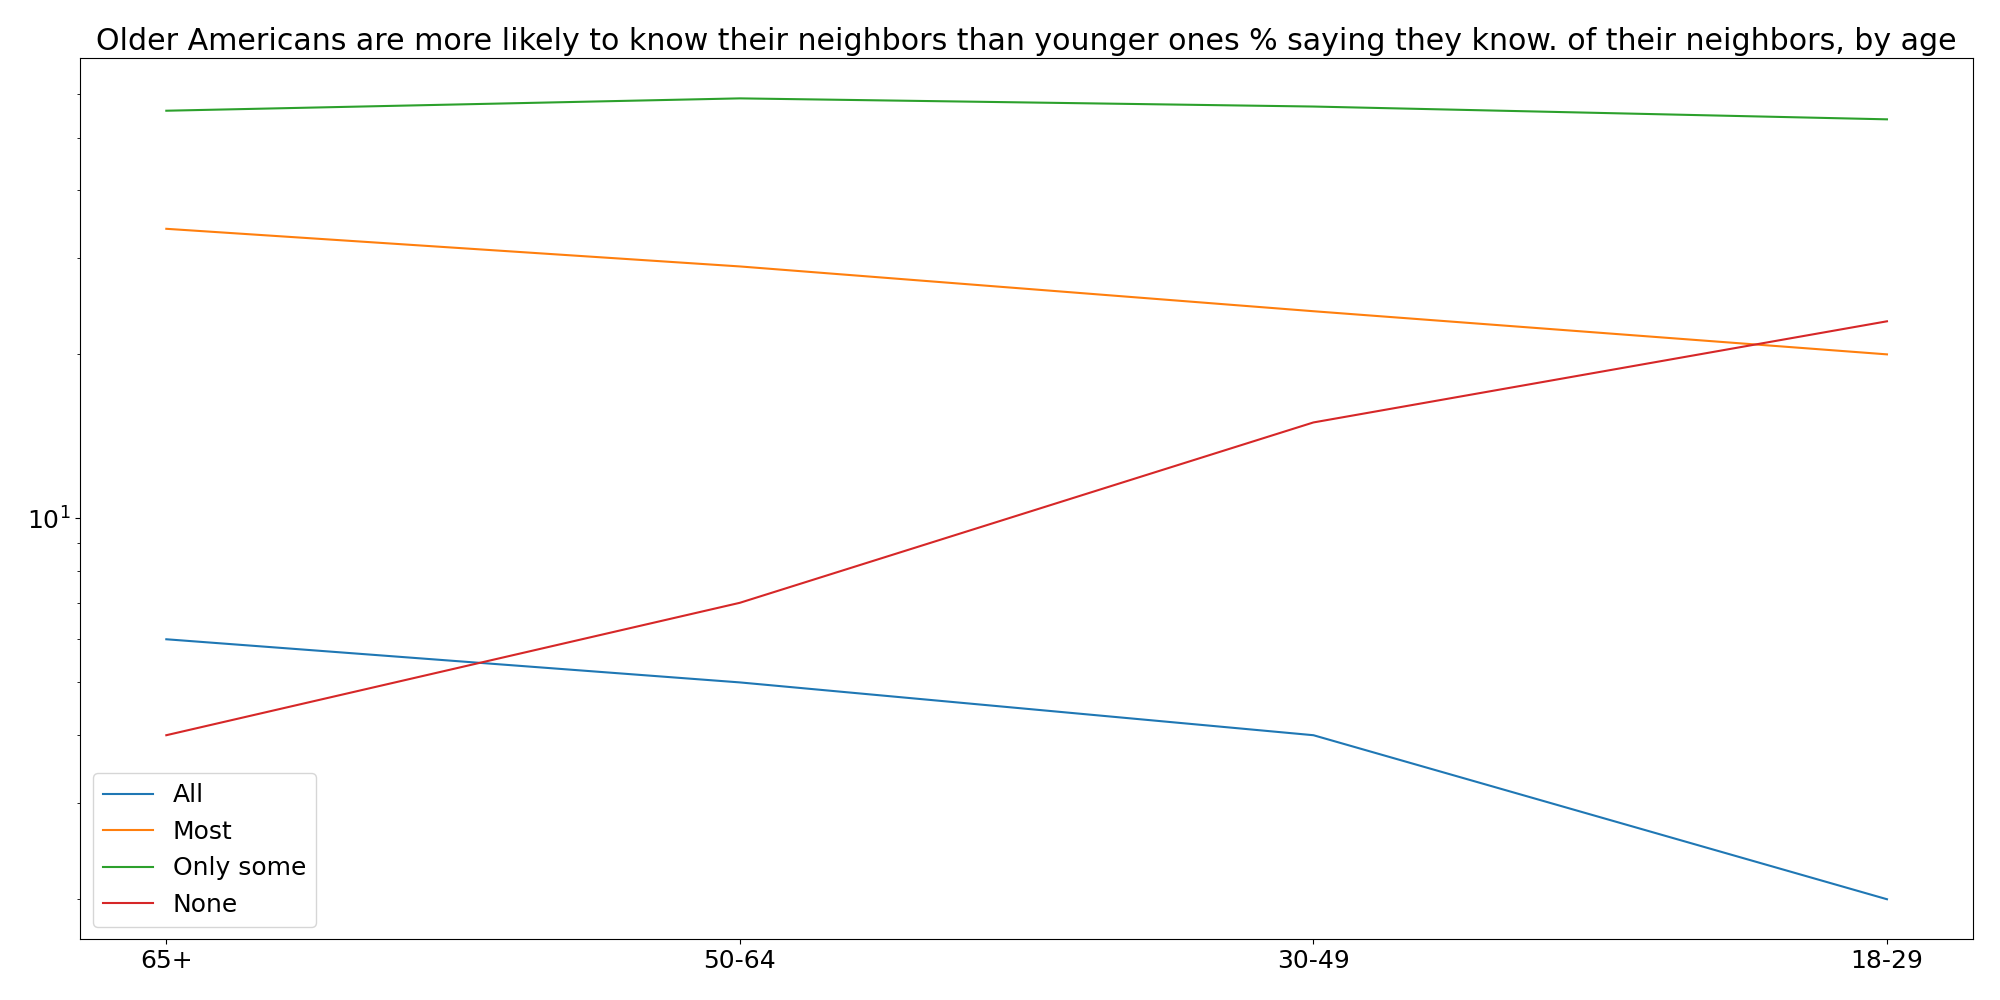 Older Americans are more likely to know their neighbors than younger ones % saying they know. of their neighbors, by age
10¹
All
Most
Only some
None
65+ 50-64 30-49 18-29